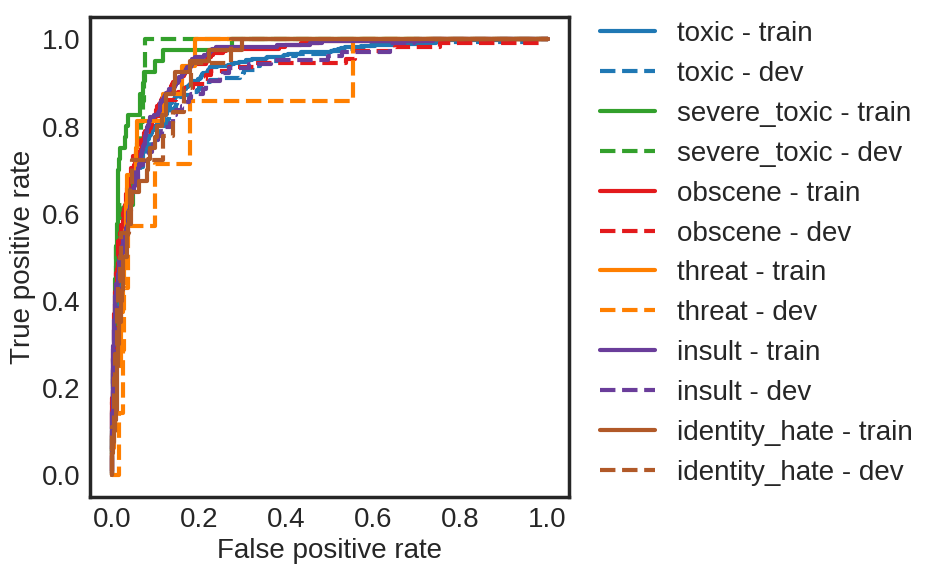 1.0
0.8
0.6
0.4
0.2
0.0
True positive rate
0.0 0.2 0.4 0.6 0.8 1.0
False positive rate
toxic - train
toxic - dev
severe_toxic - train
severe_toxic - dev
obscene - train
obscene - dev
threat - train
threat - dev
insult - train
insult - dev
identity_hate - train
identity_hate - dev